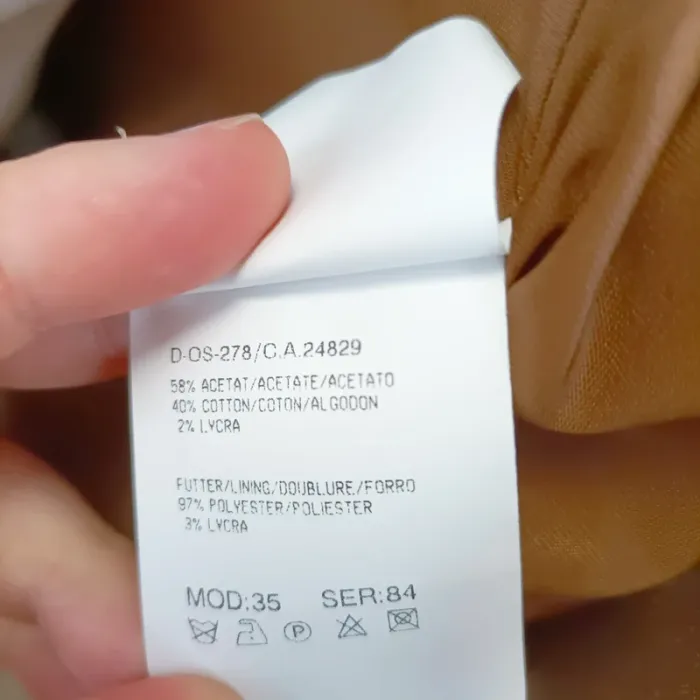 D-OS-278/C.A.24829
58% ACETAT/ACETATE/ACETATO
40% COTTON/COTON/ALGODON
2% LYCRA
FUTTER/LINING/DOUBLURE/FORRO
97% POLYESTER/POLIESTER
3% LYCRA
MOD:35 SER:84
P